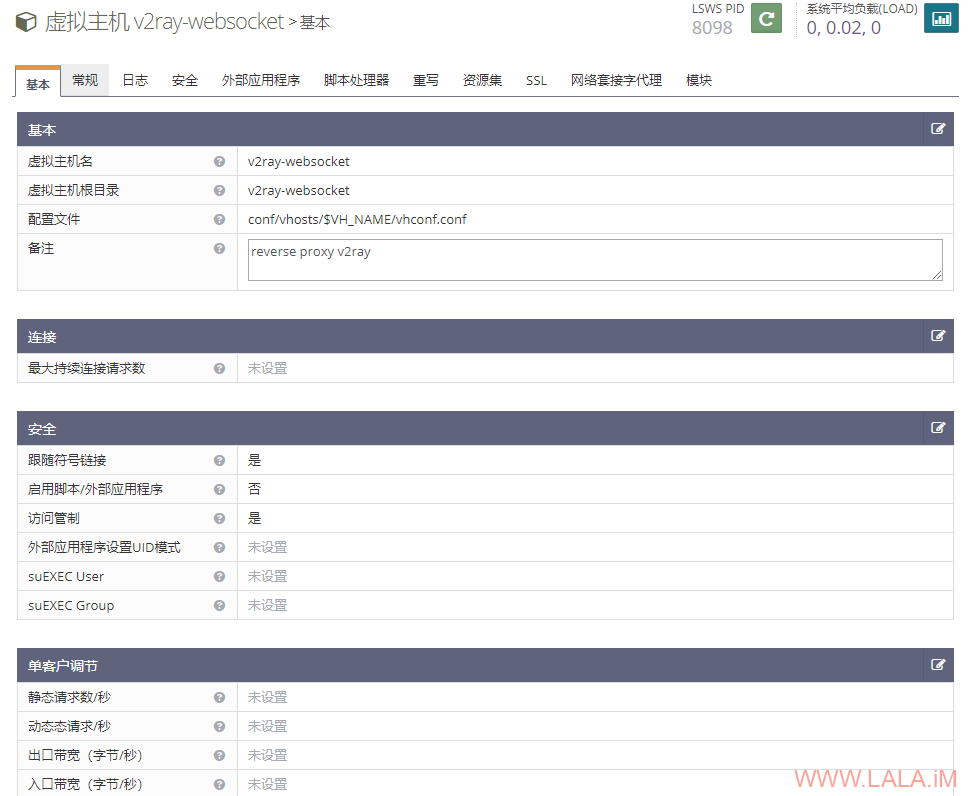 虚拟主机 v2ray-websocket > 基本
LSWS PID
8098
系统平均负载(LOAD)
0, 0.02, 0
基本 常规 日志 安全 外部应用程序 脚本处理器 重写 资源集 SSL 网络套接字代理 模块
基本
虚拟主机名 v2ray-websocket
虚拟主机根目录 v2ray-websocket
配置文件 conf/vhosts/$VH_NAME/vhconf.conf
备注 reverse proxy v2ray
连接
最大持续连接请求数 未设置
安全
跟随符号链接 是
启用脚本/外部应用程序 否
访问管制 是
外部应用程序设置UID模式 未设置
suEXEC User 未设置
suEXEC Group 未设置
单客户调节
静态请求数/秒 未设置
动态态请求/秒 未设置
出口带宽（字节/秒） 未设置
入口带宽（字节/秒） 未设置
WWW.LALA.iM